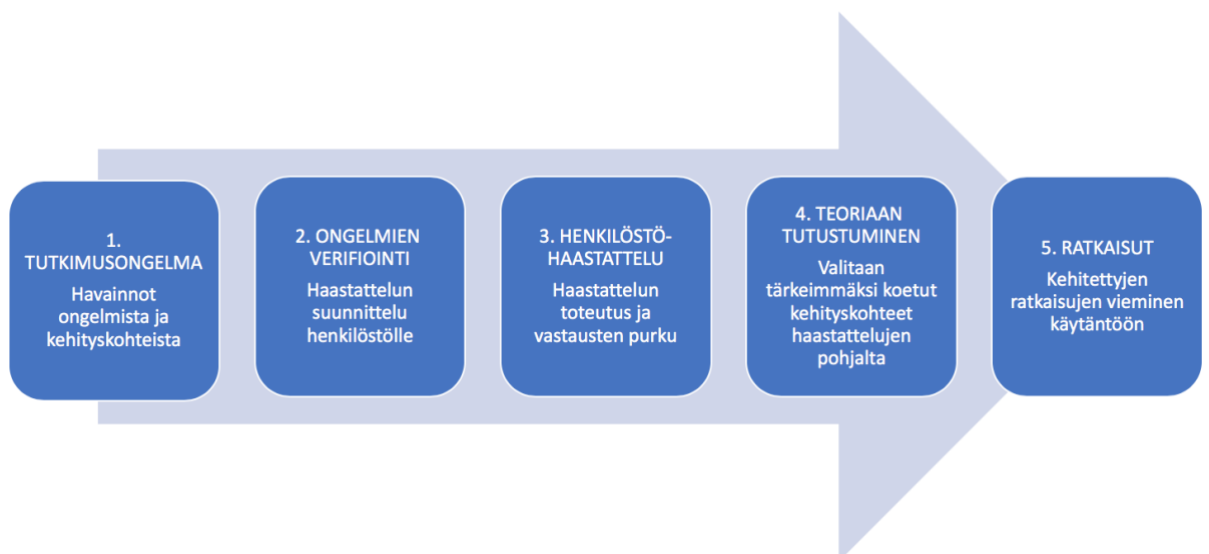 1.
TUTKIMUSONGELMA
Havainnot
ongelmista ja
kehityskohteista
2. ONGELMIEN
VERIFIOINTI
Haastattelun
suunnittelu
henkilöstölle
3. HENKILÖSTÖ-
HAASTATTELU
Haastattelun
toteutus ja
vastausten purku
4. TEORIAAN
TUTUSTUMINEN
Valitaan
tärkeimmäksi koetut
kehityskohteet
haastattelujen
pohjalta
5. RATKAISUT
Kehitettyjen
ratkaisujen vieminen
käytäntöön